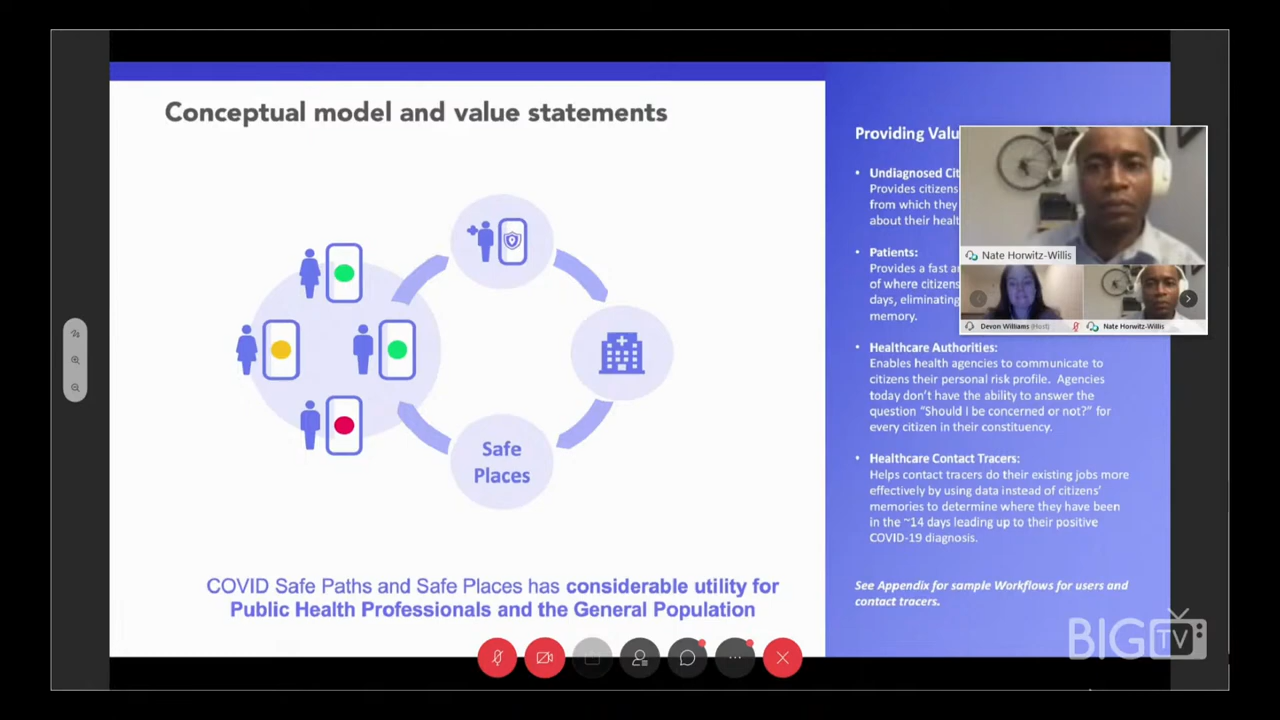 Conceptual model and value statements
Safe
Places
COVID Safe Paths and Safe Places has considerable utility for
Public Health Professionals and the General Population
Providing
• Undiagnosed
Provides citizens
from which they
about their
• Patients:
Provides a fast
of where citizens
days, eliminating
memory.
• Healthcare Authorities:
Enables health agencies to communicate to
citizens their personal risk profile. Agencies
today don't have the ability to answer the
question "Should I be concerned or not?" for
every citizen in their constituency.
• Healthcare Contact Tracers:
Helps contact tracers do their existing jobs more
effectively by using data instead of citizens'
memories to determine where they have been
in the ~14 days leading up to their positive
COVID-19 diagnosis.
See Appendix for sample Workflows for users and
contact tracers.
Nate Horwitz-Willis
Devon Williams (Host)
Nate Horwitz-Willis
BIG TV